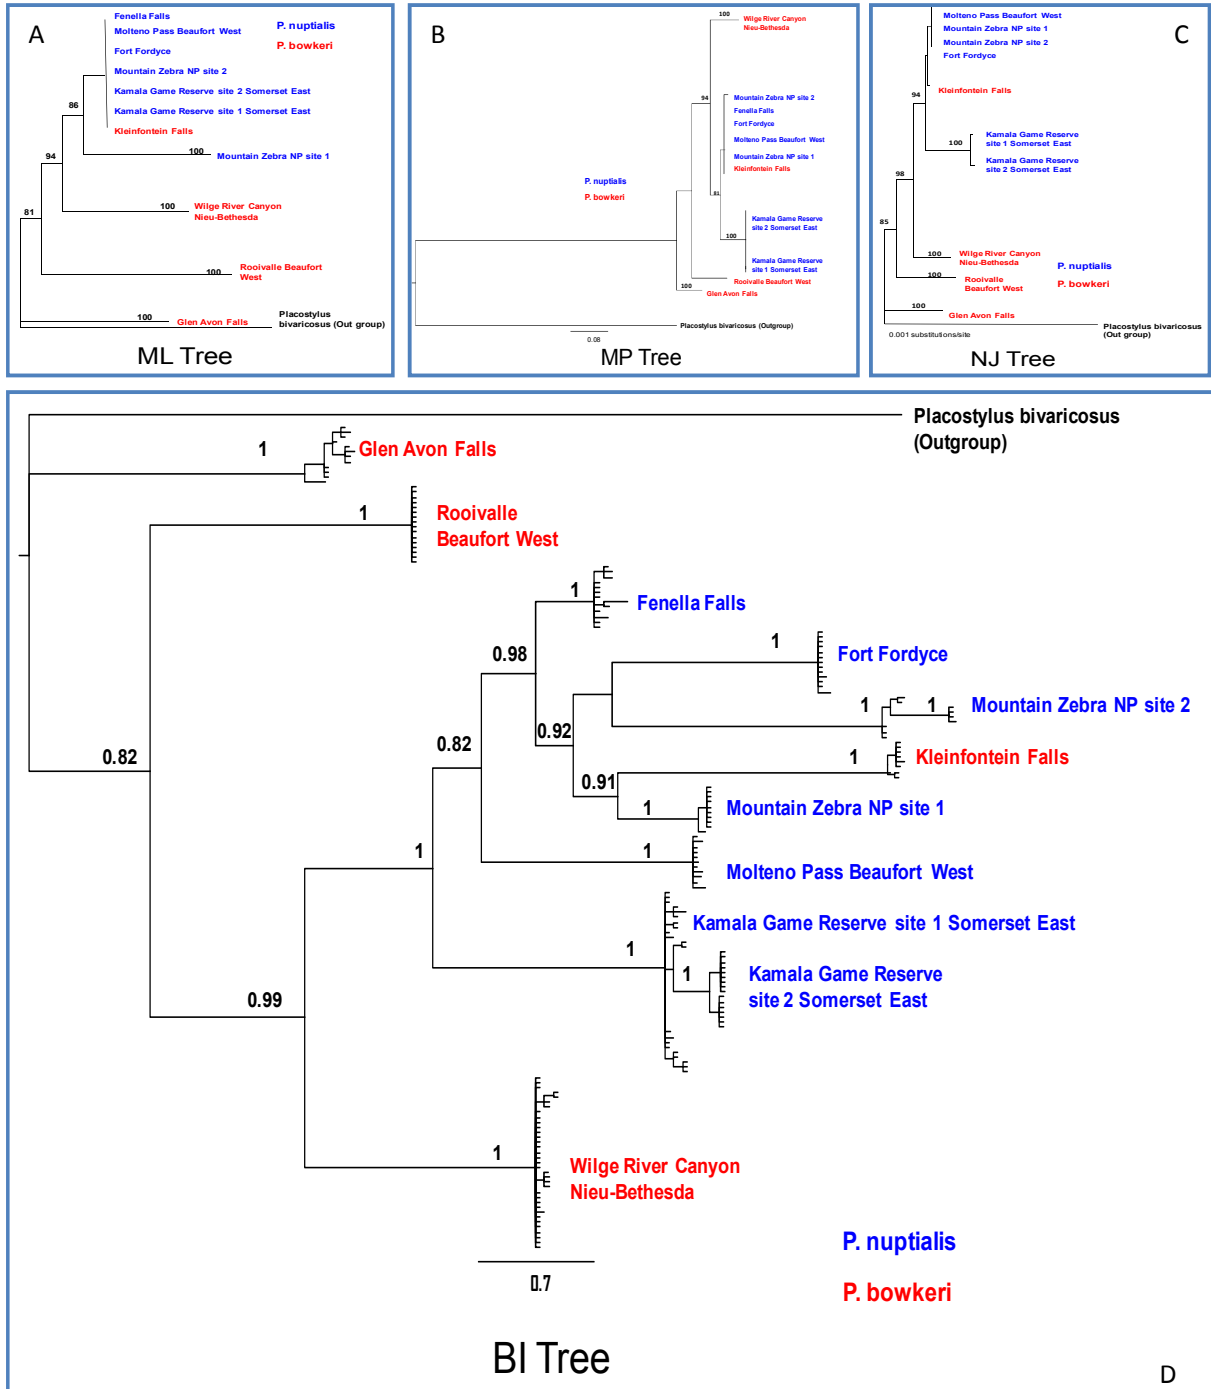 A
Fenella Falls
Molteno Pass Beaufort West
P. nuptialis
P. bowkeri
Fort Fordyce
Mountain Zebra NP site 2
Kamala Game Reserve site 2 Somerset East
Kamala Game Reserve site 1 Somerset East
Kleinfontein Falls
86
100
Mountain Zebra NP site 1
94
100
Wilge River Canyon
Nieu-Bethesda
81
100
Rooivalle Beaufort
West
100
Glen Avon Falls
Placostylus
bivaricosus (Out group)
ML Tree
B
100
Wilge River Canyon
Nieu-Bethesda
94
Mountain Zebra NP site 2
Fenella Falls
Fort Fordyce
Molteno Pass Beaufort West
Mountain Zebra NP site 1
Kleinfontein Falls
P. nuptialis
P. bowkeri
81
Kamala Game Reserve
site 2 Somerset East
100
Kamala Game Reserve
site 1 Somerset East
Rooivalle Beaufort West
100
Glen Avon Falls
Placostylus bivaricosus (Outgroup)
0.08
MP Tree
C
Molteno Pass Beaufort West
Mountain Zebra NP site 1
Mountain Zebra NP site 2
Fort Fordyce
94
Kleinfontein Falls
100
Kamala Game Reserve
site 1 Somerset East
Kamala Game Reserve
site 2 Somerset East
98
85
100
Wilge River Canyon
Nieu-Bethesda
P. nuptialis
100
Rooivalle
Beaufort West
P. bowkeri
100
Glen Avon Falls
Placostylus bivaricosus
(Out group)
0.001 substitutions/site
NJ Tree
Placostylus bivaricosus
(Outgroup)
1
Glen Avon Falls
1
Rooivalle
Beaufort West
1
Fenella Falls
0.98
1
Fort Fordyce
1
1
Mountain Zebra NP site 2
0.92
0.82
0.82
1
Kleinfontein Falls
0.91
1
Mountain Zebra NP site 1
1
1
Molteno Pass Beaufort West
Kamala Game Reserve site 1 Somerset East
1
1
Kamala Game Reserve
site 2 Somerset East
0.99
1
Wilge River Canyon
Nieu-Bethesda
P. nuptialis
0.7
P. bowkeri
BI Tree
D